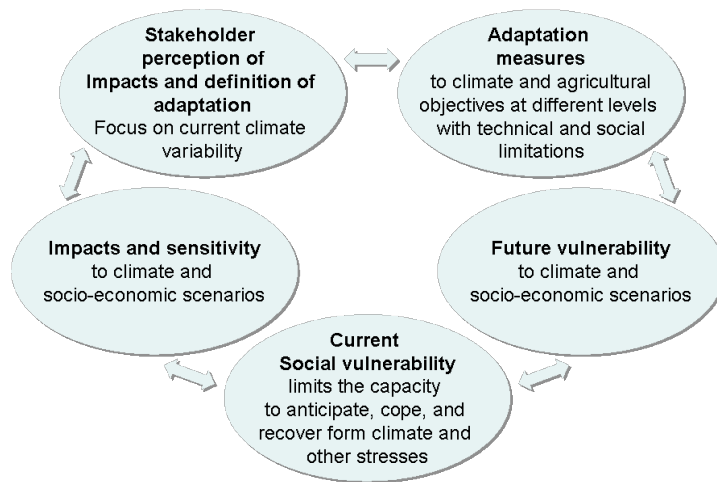 Stakeholder
perception of
Impacts and definition of
adaptation
Focus on current climate
variability
Adaptation
measures
to climate and agricultural
objectives at different levels
with technical and social
limitations
Impacts and sensitivity
to climate and
socio-economic scenarios
Future vulnerability
to climate and
socio-economic scenarios
Current
Social vulnerability
limits the capacity
to anticipate, cope, and
recover form climate and
other stresses